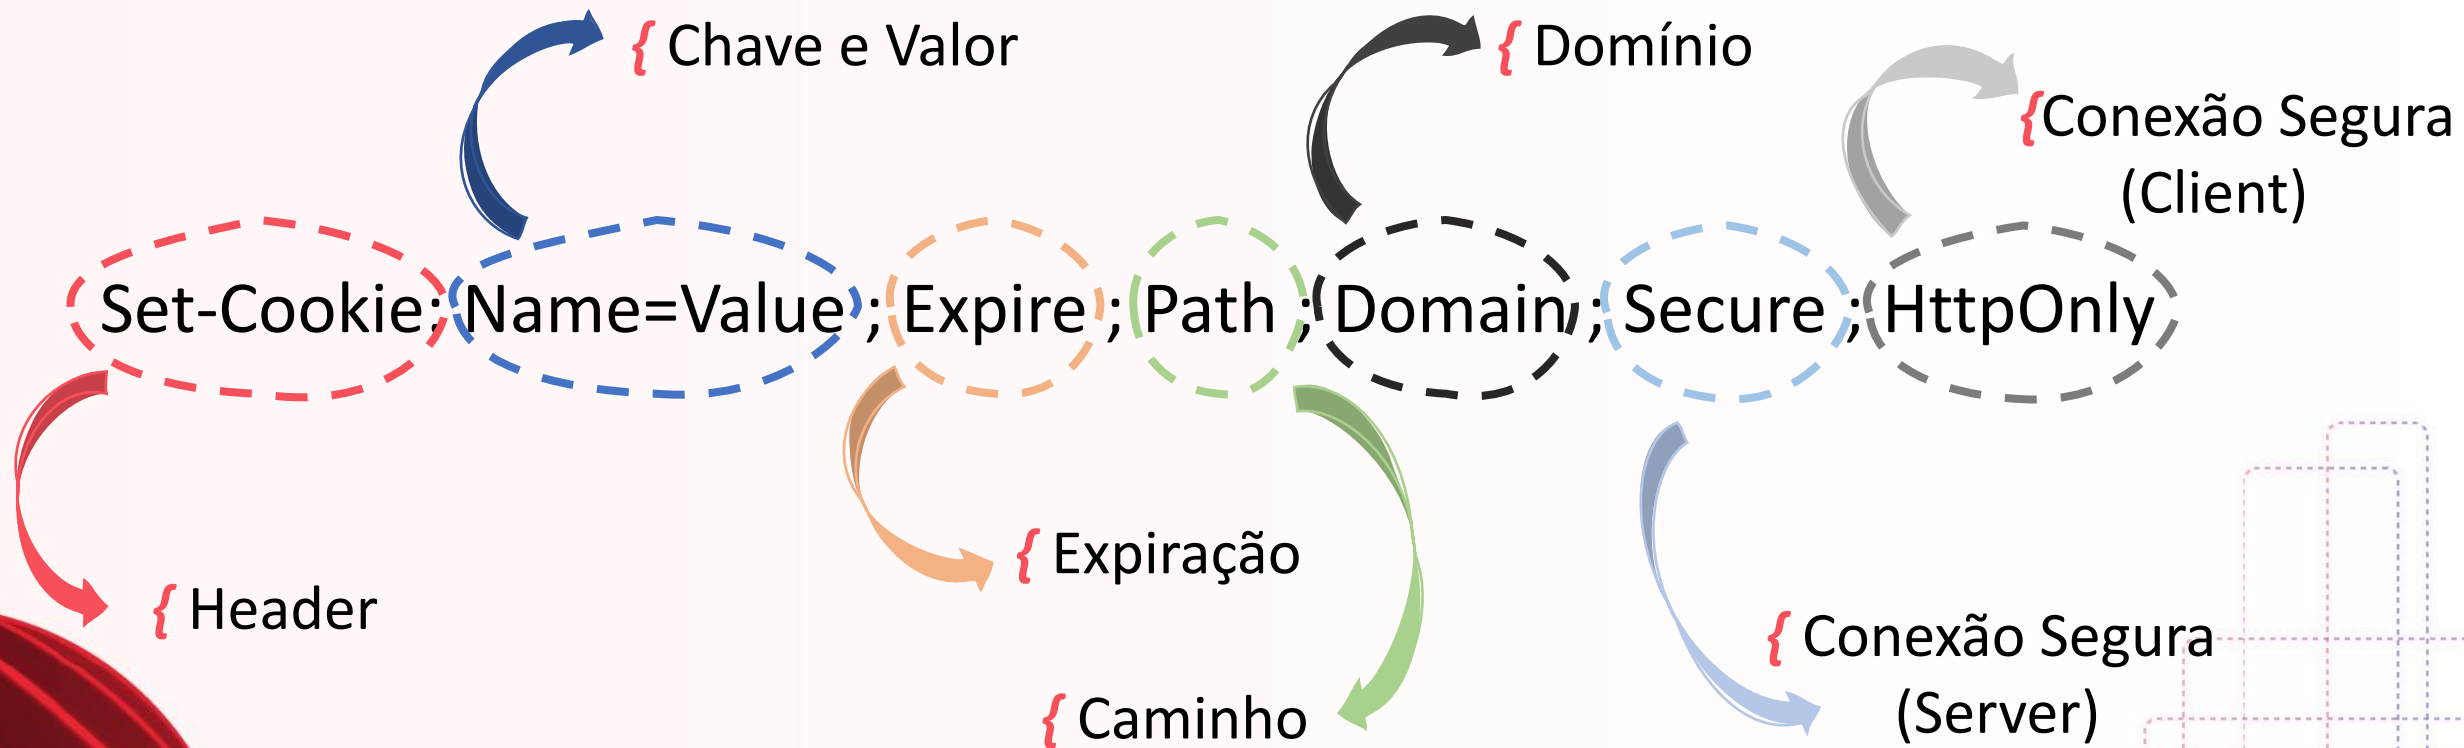 { Chave e Valor
{ Domínio
{Conexão Segura
(Client)
Set-Cookie: Name=Value ; Expire ; Path ; Domain ; Secure ; HttpOnly
{ Expiração
{ Header
{ Conexão Segura
(Server)
{ Caminho